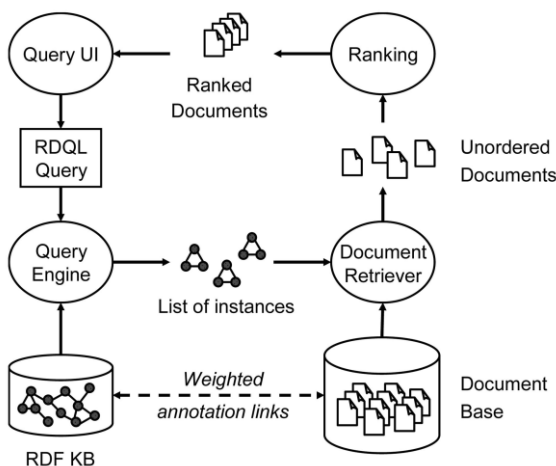 Query UI
Ranked
Documents
Ranking
RDQL
Query
Unordered
Documents
Query
Engine
List of instances
Document
Retriever
Weighted
annotation links
Document
Base
RDF KB